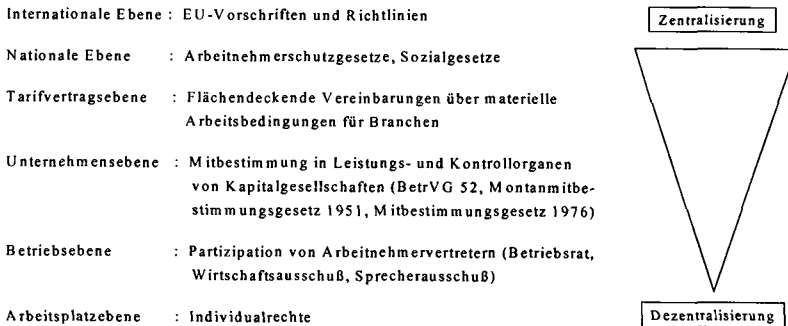 Internationale Ebene : EU-Vorschriften und Richtlinien
Zentralisierung
Nationale Ebene : Arbeitnehmerschutzgesetze, Sozialgesetze
Tarifvertragsebene : Flächendeckende Vereinbarungen über materielle
Arbeitsbedingungen für Branchen
Unternehmensebene : Mitbestimmung in Leistungs- und Kontrollorganen
von Kapitalgesellschaften (BetrVG 52, Montanmitbe-
stimmungsgesetz 1951, Mitbestimmungsgesetz 1976)
Betriebsebene : Partizipation von Arbeitnehmervertretern (Betriebsrat,
Wirtschaftsausschuß, Sprecherausschuß)
Arbeitsplatzebene : Individualrechte
Dezentralisierung